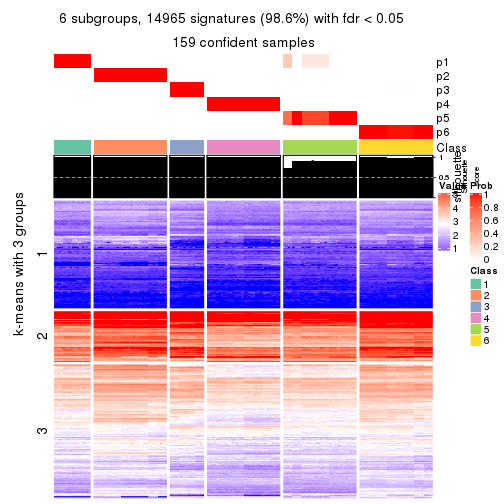 6 subgroups, 14965 signatures (98.6%) with fdr < 0.05
159 confident samples
p1
p2
p3
p4
p5
p6
Class
1
0.5
silhouette
score
Value
4
3
2
1
Prob
1
0.8
0.6
0.4
0.2
0
Class
1
2
3
4
5
6
k-means with 3 groups
1
2
3